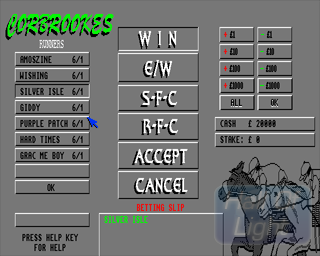 CORBROOKES
RUNNERS
AMOSZINE 6/1
WISHING 6/1
SILVER ISLE 6/1
GIDDY 6/1
PURPLE PATCH 6/1
HARD TIMES 6/1
GRAC ME BOY 6/1
OK
PRESS HELP KEY
FOR HELP
WIN
E/W
S-F-C
R-F-C
ACCEPT
CANCEL
BETTING SLIP
SILVER ISLE
+ £1 - £1
+ £10 - £10
+ £100 - £100
+ £1000 - £1000
ALL OK
CASH £ 20000
STAKE: £ 0